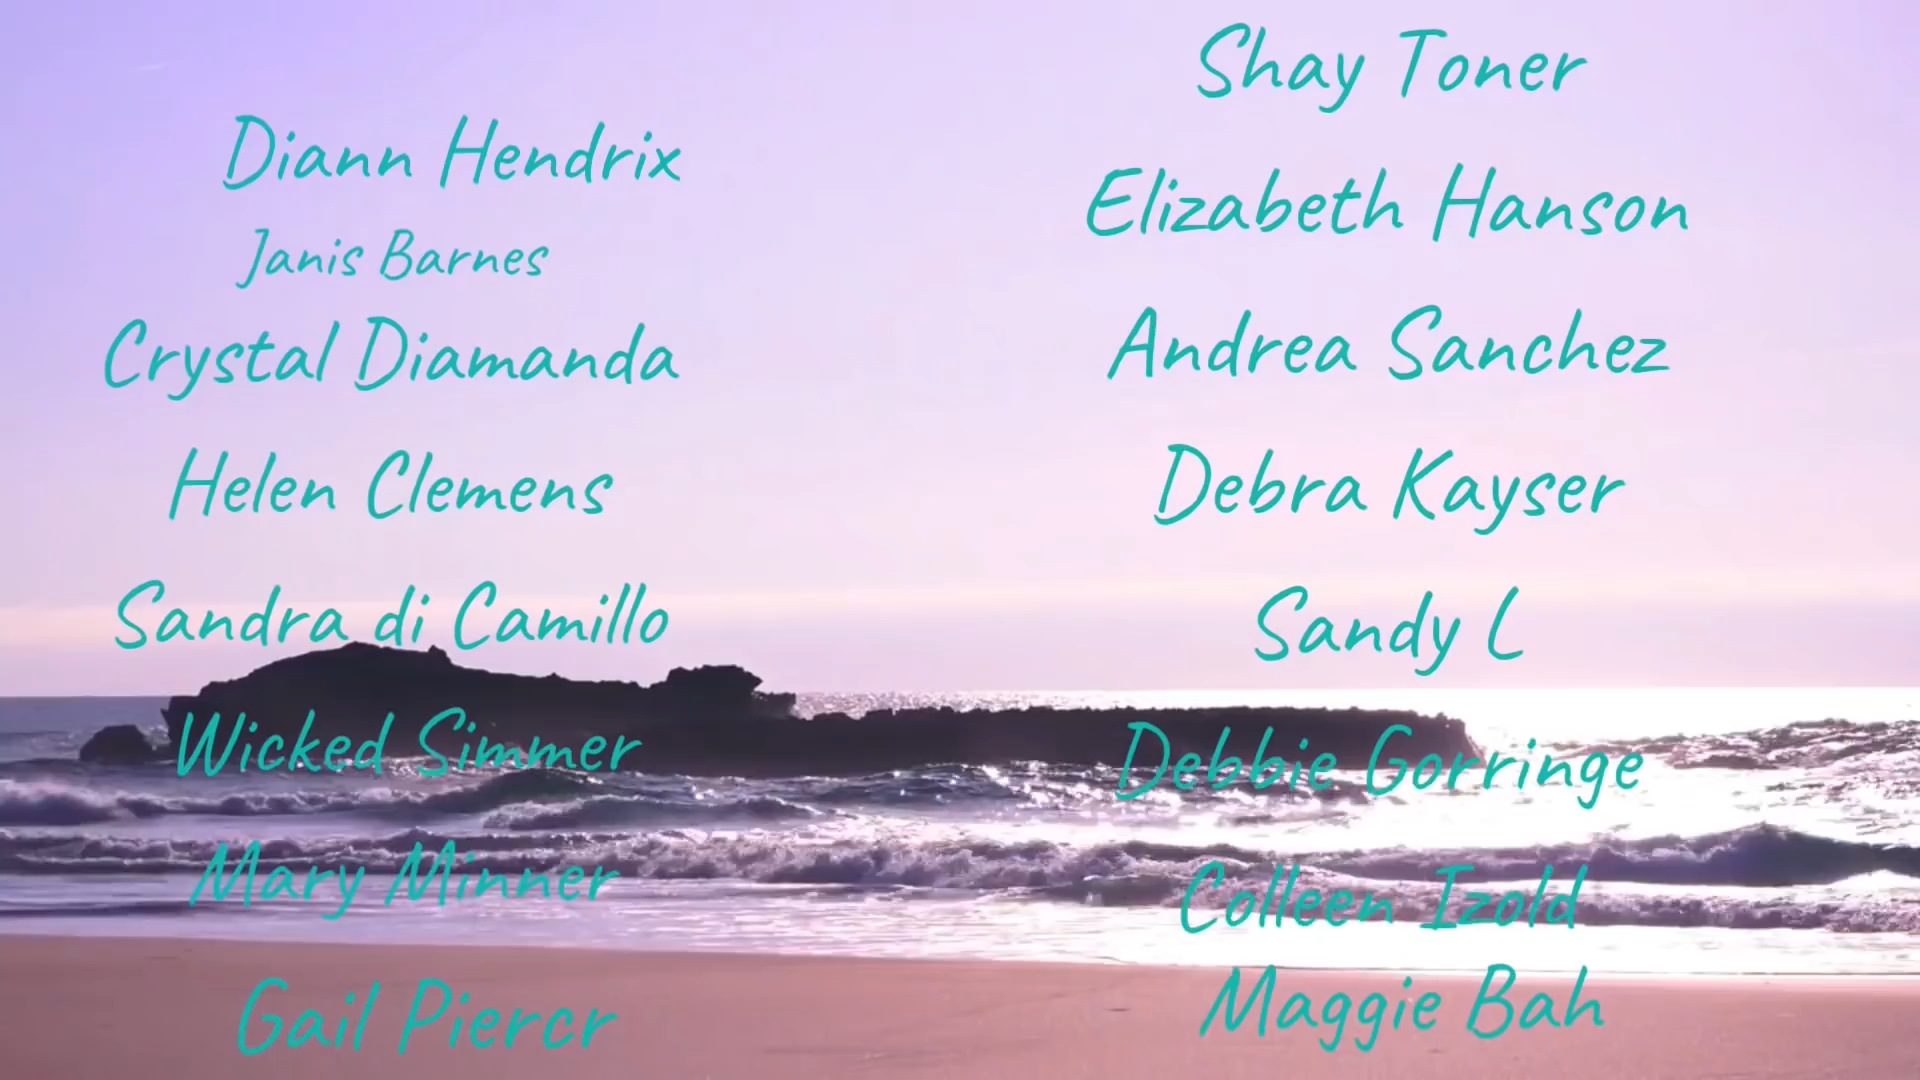 Diann Hendrix
Janis Barnes
Crystal Diamanda
Helen Clemens
Sandra di Camillo
Wicked Simmer
Mary Minner
Gail Piercr
Shay Toner
Elizabeth Hanson
Andrea Sanchez
Debra Kayser
Sandy L
Debbie Gorringe
Colleen Izold
Maggie Bah